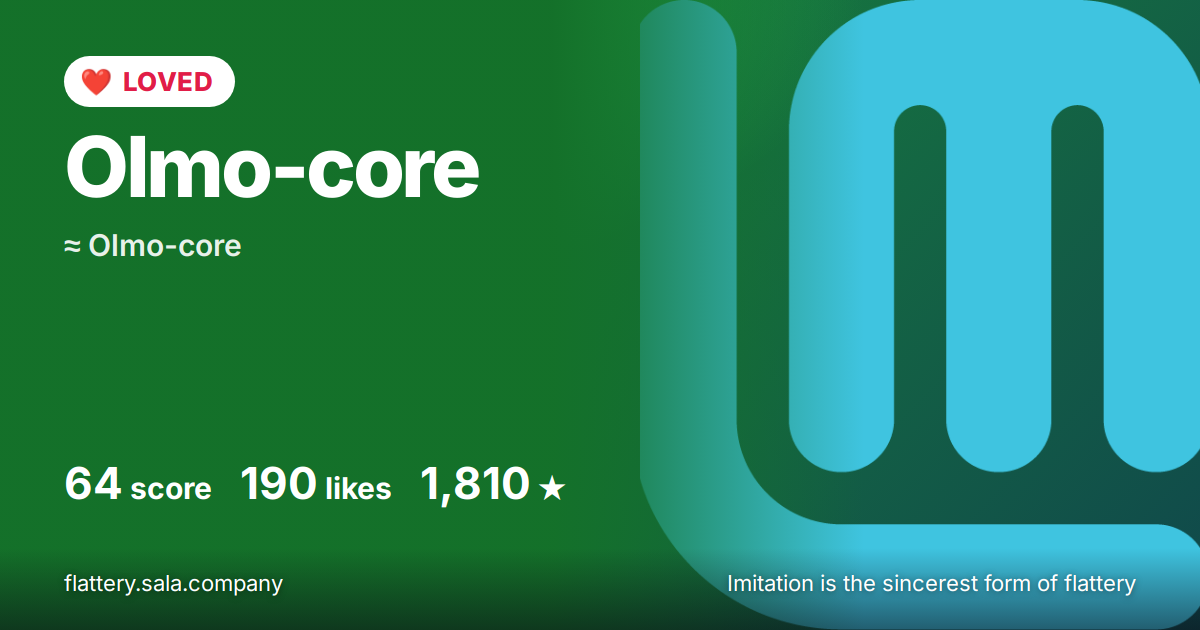 ❤️ LOVED
Olmo-core
≈ Olmo-core
64 score 190 likes 1,810 ★
flattery.sala.company
Imitation is the sincerest form of flattery